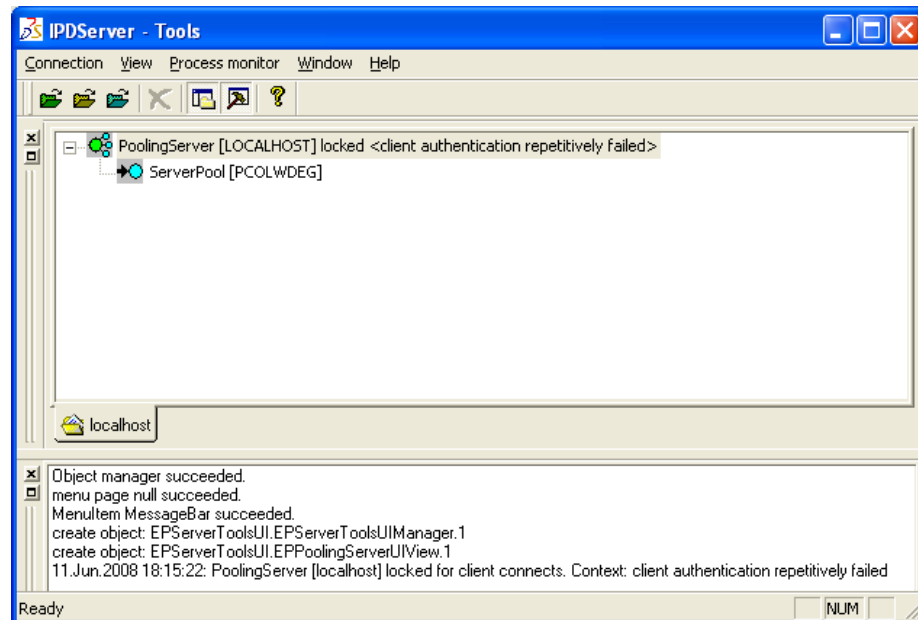 IPDServer - Tools
Connection View Process monitor Window Help
PoolingServer [LOCALHOST] locked <client authentication repetitively failed>
ServerPool [PCOLWDEG]
localhost
Object manager succeeded.
menu page null succeeded.
MenuItem MessageBar succeeded.
create object: EPServerToolsUI.EPServerToolsUIManager.1
create object: EPServerToolsUI.EPPoolingServerUIView.1
11.Jun.2008 18:15:22: PoolingServer [localhost] locked for client connects. Context: client authentication repetitively failed
Ready NUM